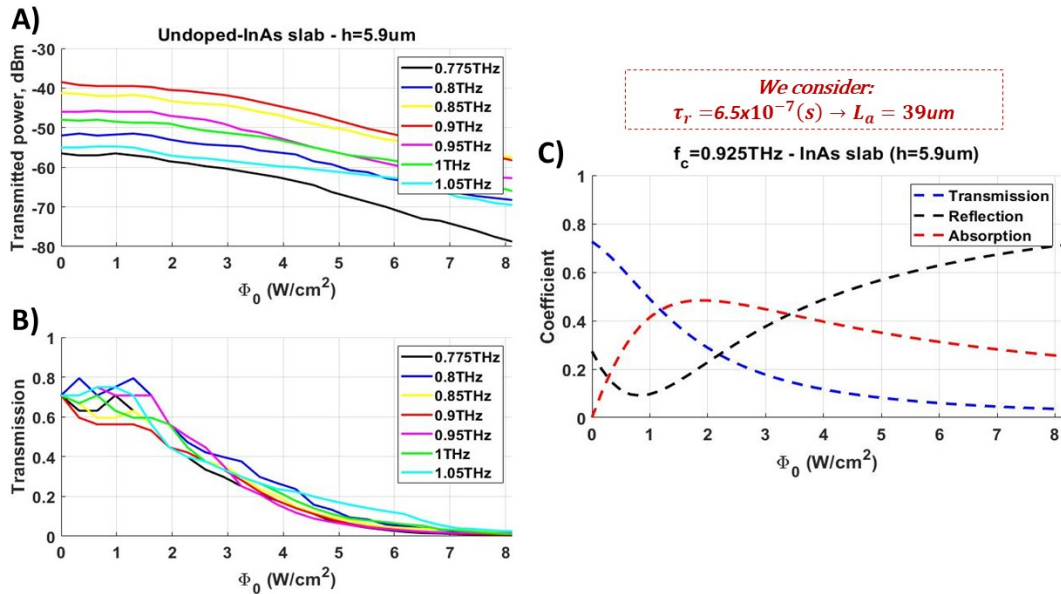 A)
Undoped-InAs slab - h=5.9um
Transmitted power, dBm
-30
-40
-50
-60
-70
-80
0 1 2 3 4 5 6 7 8
Φ₀ (W/cm²)
0.775THz
0.8THz
0.85THz
0.9THz
0.95THz
1THz
1.05THz
B)
Transmission
1
0.8
0.6
0.4
0.2
0
0 1 2 3 4 5 6 7 8
Φ₀ (W/cm²)
0.775THz
0.8THz
0.85THz
0.9THz
0.95THz
1THz
1.05THz
We consider:
τᵣ =6.5x10⁻⁷(s) → Lₐ = 39um
C)
f_c=0.925THz - InAs slab (h=5.9um)
Coefficient
1
0.8
0.6
0.4
0.2
0
0 1 2 3 4 5 6 7 8
Φ₀ (W/cm²)
Transmission
Reflection
Absorption